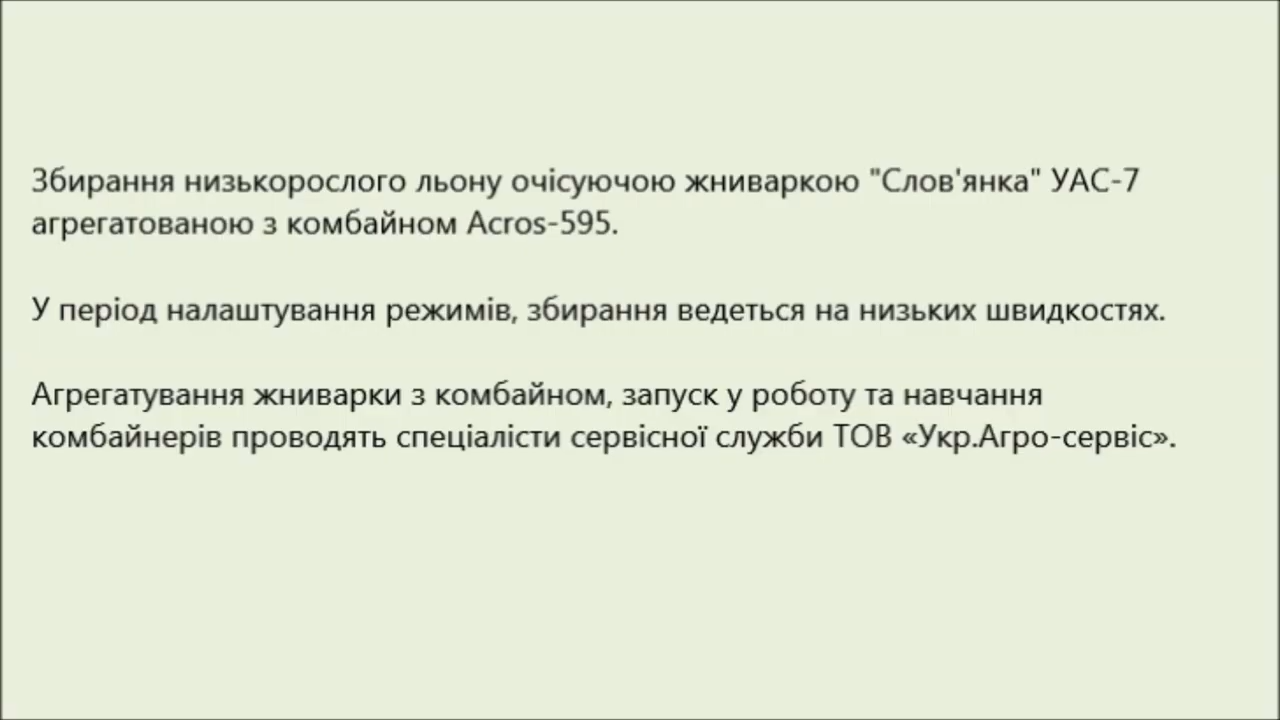 Збирання низькорослого льону очісуючою жниваркою "Слов'янка" УАС-7
агрегатованою з комбайном Acros-595.
У період налаштування режимів, збирання ведеться на низьких швидкостях.
Агрегатування жниварки з комбайном, запуск у роботу та навчання
комбайнерів проводять спеціалісти сервісної служби ТОВ «Укр.Агро-сервіс».